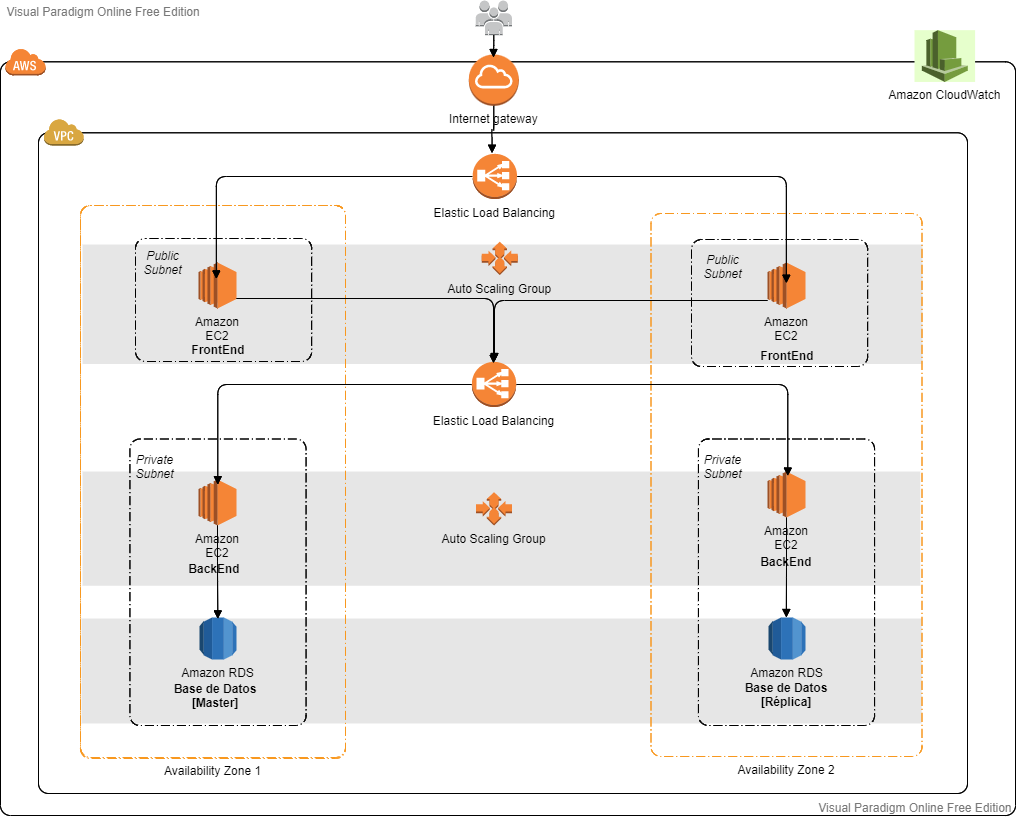 Visual Paradigm Online Free Edition
AWS
Amazon CloudWatch
Internet gateway
VPC
Elastic Load Balancing
Public
Subnet
Amazon
EC2
FrontEnd
Auto Scaling Group
Public
Subnet
Amazon
EC2
FrontEnd
Elastic Load Balancing
Private
Subnet
Amazon
EC2
BackEnd
Auto Scaling Group
Private
Subnet
Amazon
EC2
BackEnd
Amazon RDS
Base de Datos
[Master]
Amazon RDS
Base de Datos
[Réplica]
Availability Zone 1
Availability Zone 2
Visual Paradigm Online Free Edition